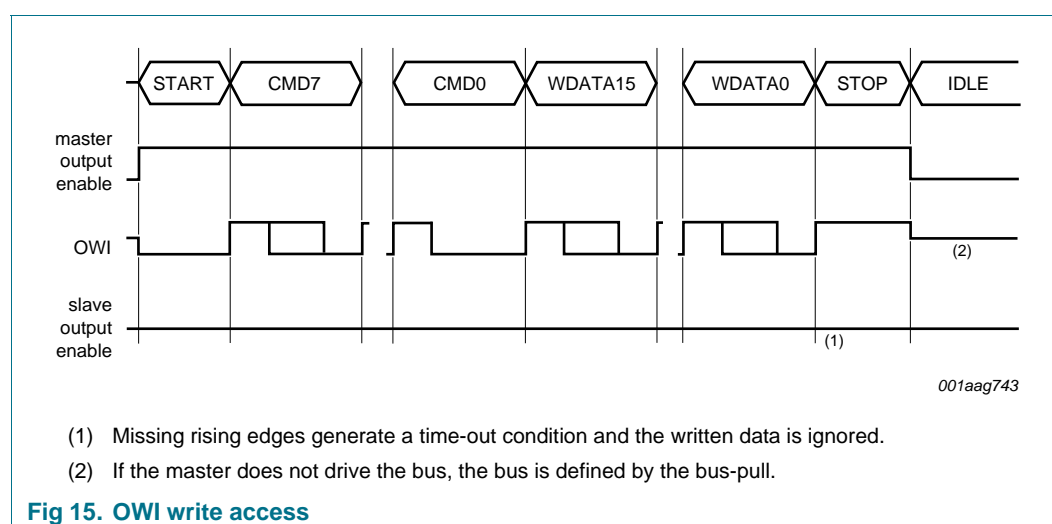 START CMD7 CMD0 WDATA15 WDATA0 STOP IDLE
master
output
enable
OWI
(2)
slave
output
enable
(1)
001aag743
(1) Missing rising edges generate a time-out condition and the written data is ignored.
(2) If the master does not drive the bus, the bus is defined by the bus-pull.
Fig 15. OWI write access